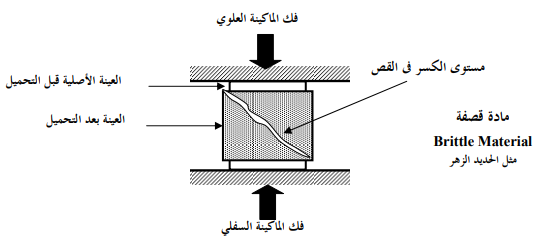 فك الماكينة العلوي
العينة الأصلية قبل التحميل
مستوى الكسر فى القص
العينة بعد التحميل
مادة قصفة
Brittle Material
مثل الحديد الزهر
فك الماكينة السفلي